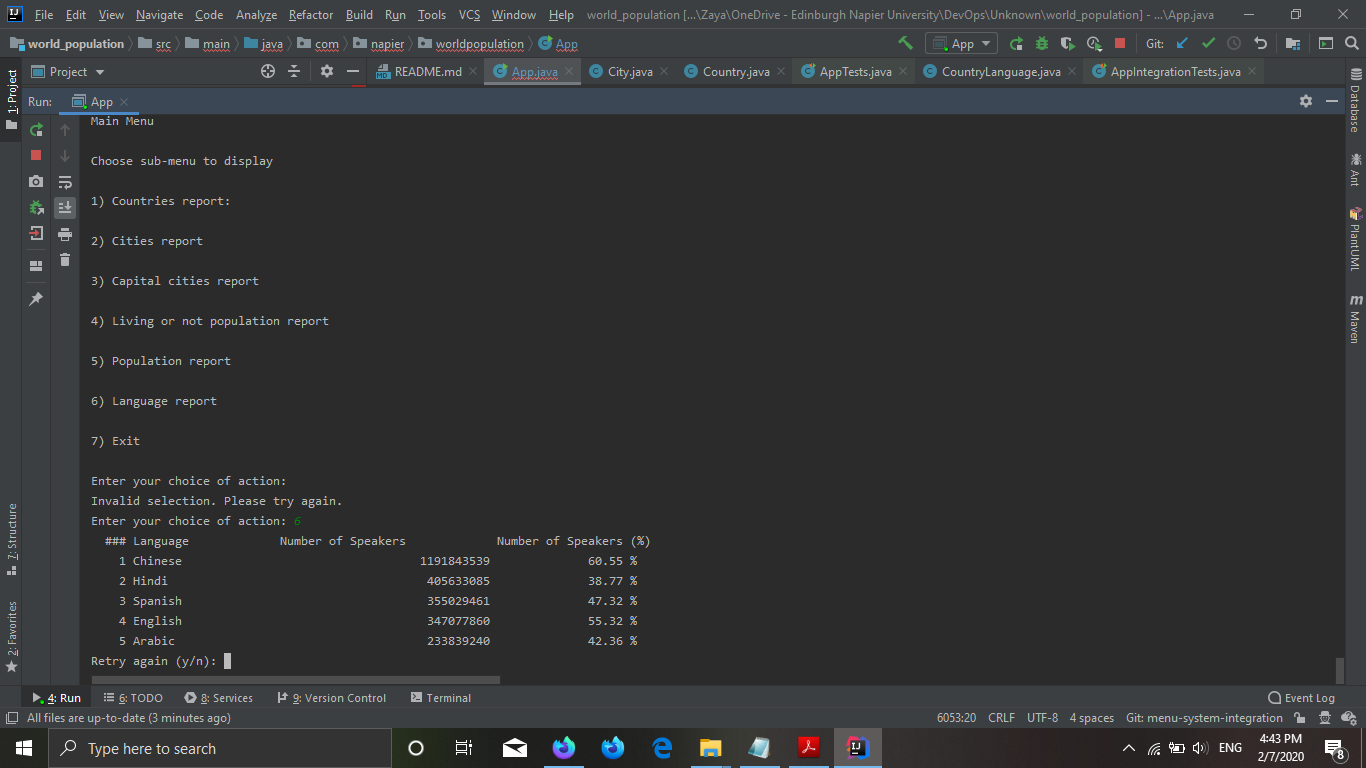 File Edit View Navigate Code Analyze Refactor Build Run Tools VCS Window Help world_population [...\Zaya\OneDrive - Edinburgh Napier University\DevOps\Unknown\world_population] - ...\App.java
world_population src main java com napier worldpopulation App App Git:
Project README.md App.java City.java Country.java AppTests.java CountryLanguage.java AppIntegrationTests.java
1: Project
Run: App
Main Menu
Choose sub-menu to display
1) Countries report:
2) Cities report
3) Capital cities report
4) Living or not population report
5) Population report
6) Language report
7) Exit
Enter your choice of action:
Invalid selection. Please try again.
Enter your choice of action: 6
### Language Number of Speakers Number of Speakers (%)
1 Chinese 1191843539 60.55 %
2 Hindi 405633085 38.77 %
3 Spanish 355029461 47.32 %
4 English 347077860 55.32 %
5 Arabic 233839240 42.36 %
Retry again (y/n):
7: Structure
2: Favorites
Database
Ant
PlantUML
m
Maven
4: Run 6: TODO 8: Services 9: Version Control Terminal Event Log
All files are up-to-date (3 minutes ago) 6053:20 CRLF UTF-8 4 spaces Git: menu-system-integration
Type here to search ENG 4:43 PM
2/7/2020 8